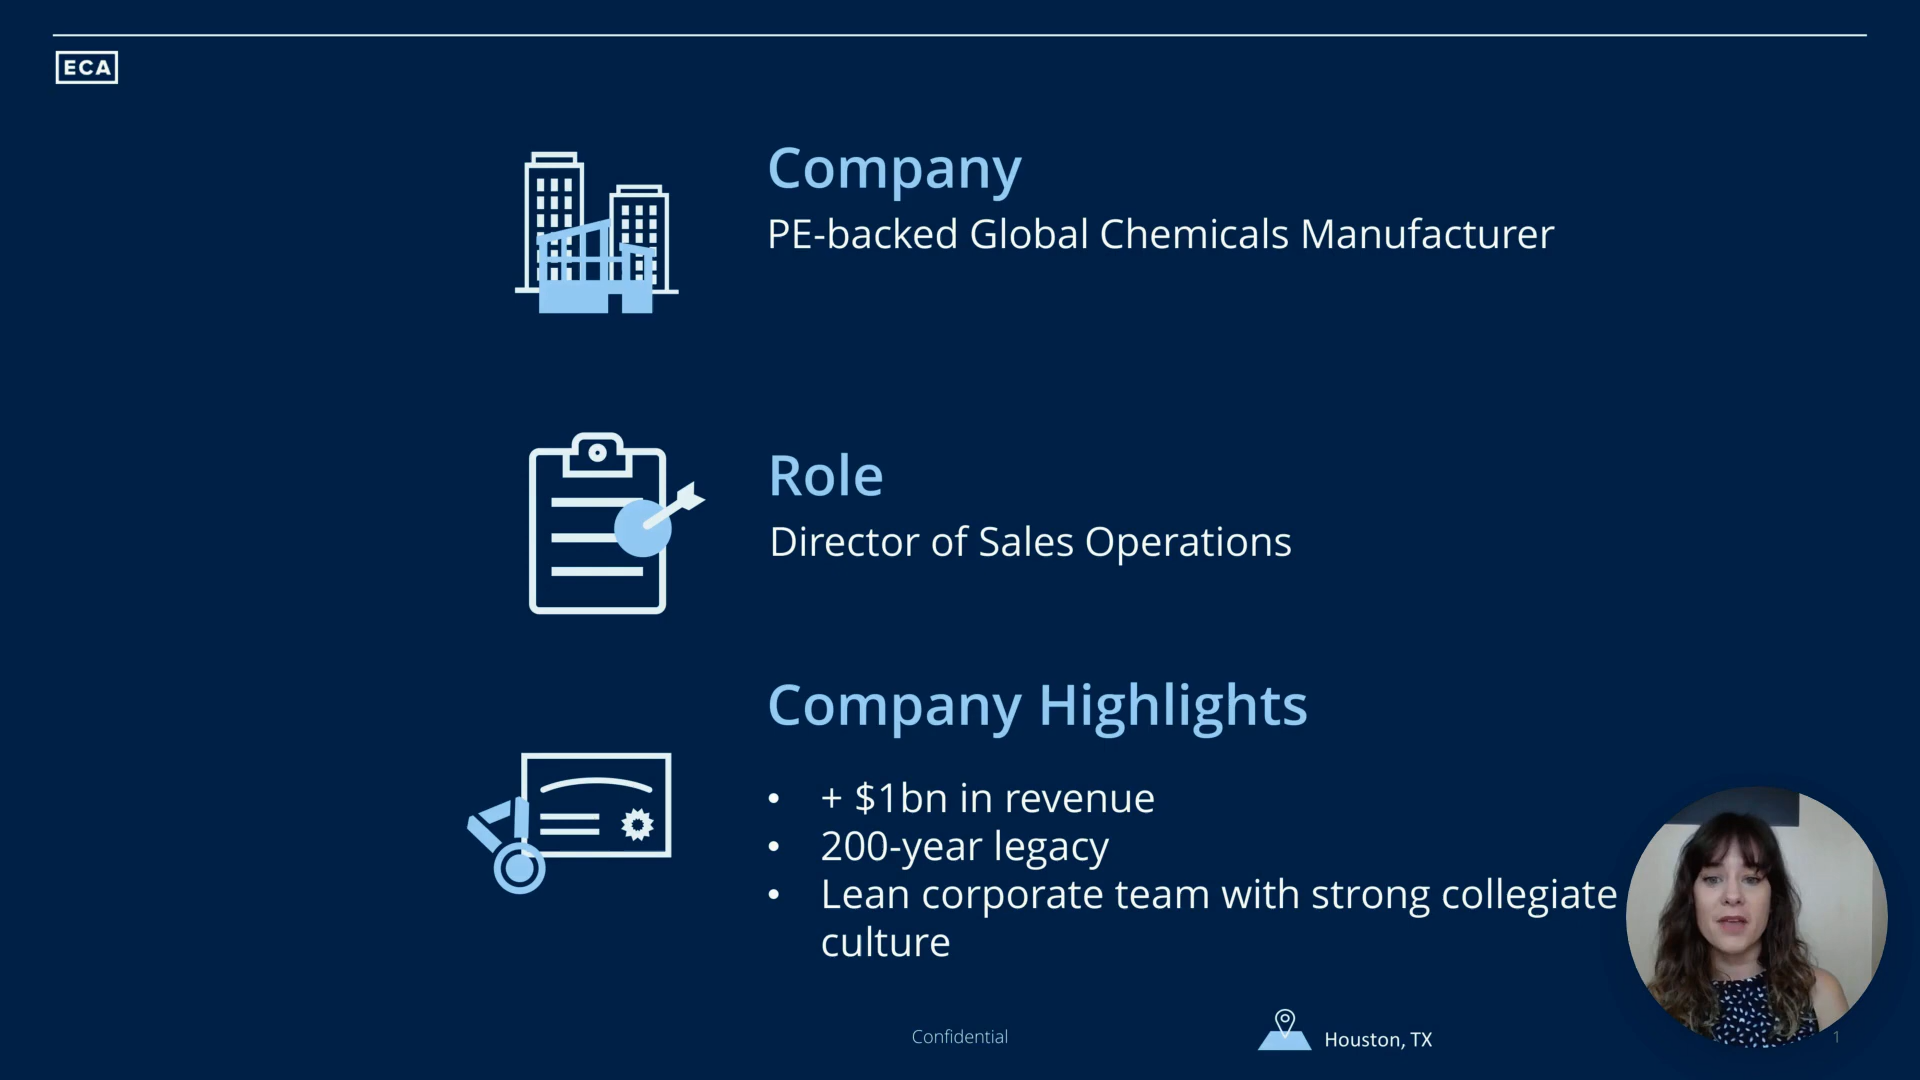 ECA
Company
PE-backed Global Chemicals Manufacturer
Role
Director of Sales Operations
Company Highlights
• + $1bn in revenue
• 200-year legacy
• Lean corporate team with strong collegiate
culture
Confidential
Houston, TX
1